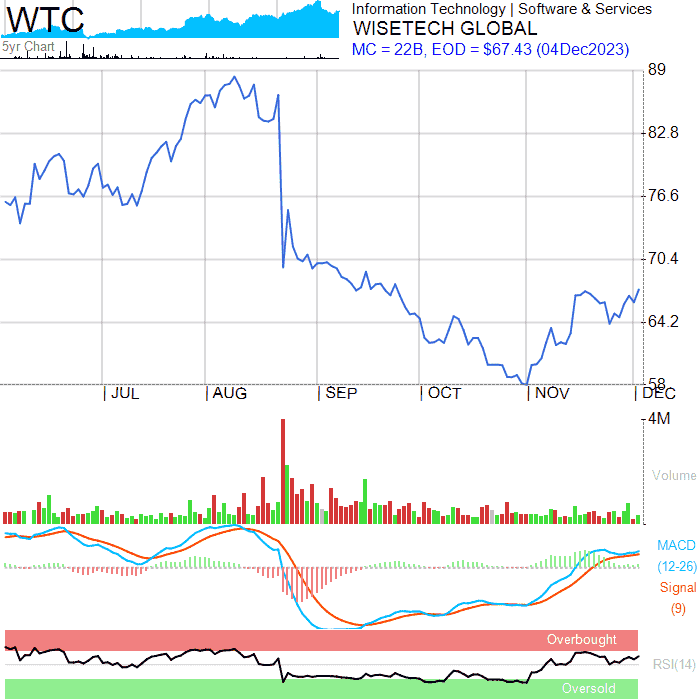 WTC
5yr Chart
Information Technology | Software & Services
WISETECH GLOBAL
MC = 22B, EOD = $67.43 (04Dec2023)
89
82.8
76.6
70.4
64.2
58
JUL AUG SEP OCT NOV DEC
4M
Volume
MACD
(12-26)
Signal
(9)
Overbought
RSI(14)
Oversold